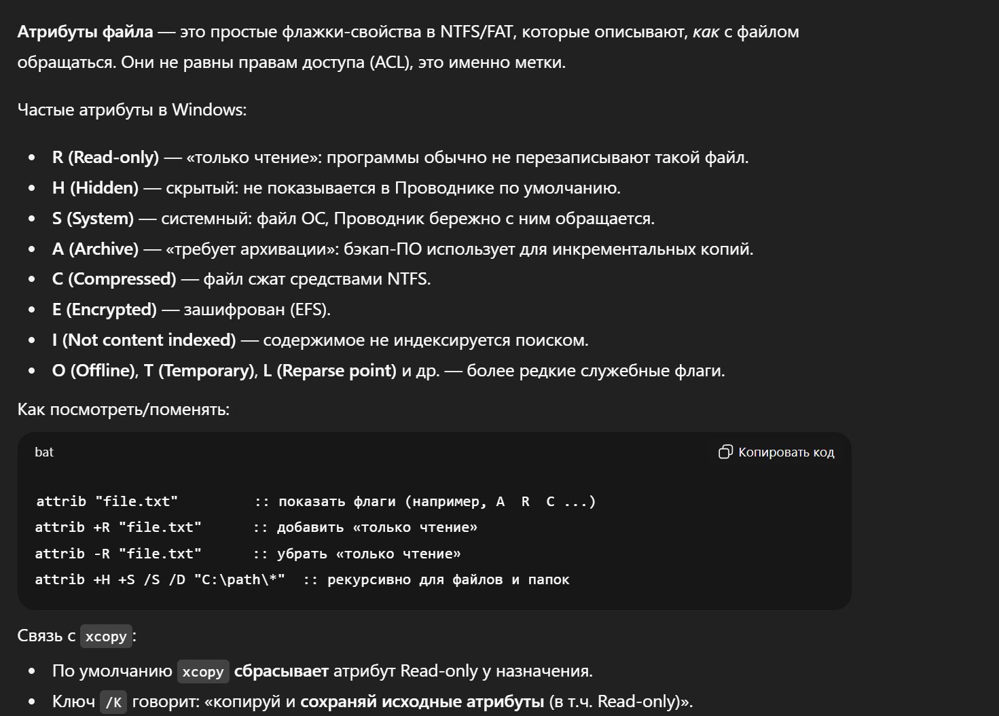 Атрибуты файла — это простые флажки-свойства в NTFS/FAT, которые описывают, как с файлом
обращаться. Они не равны правам доступа (ACL), это именно метки.
Частые атрибуты в Windows:
• R (Read-only) — «только чтение»: программы обычно не перезаписывают такой файл.
• H (Hidden) — скрытый: не показывается в Проводнике по умолчанию.
• S (System) — системный: файл ОС, Проводник бережно с ним обращается.
• A (Archive) — «требует архивации»: бэкап-ПО использует для инкрементальных копий.
• C (Compressed) — файл сжат средствами NTFS.
• E (Encrypted) — зашифрован (EFS).
• I (Not content indexed) — содержимое не индексируется поиском.
• O (Offline), T (Temporary), L (Reparse point) и др. — более редкие служебные флаги.
Как посмотреть/поменять:
bat Копировать код
attrib "file.txt" :: показать флаги (например, A R C ...)
attrib +R "file.txt" :: добавить «только чтение»
attrib -R "file.txt" :: убрать «только чтение»
attrib +H +S /S /D "C:\path\*" :: рекурсивно для файлов и папок
Связь с xcopy:
• По умолчанию xcopy сбрасывает атрибут Read-only у назначения.
• Ключ /K говорит: «копируй и сохраняй исходные атрибуты (в т.ч. Read-only)».